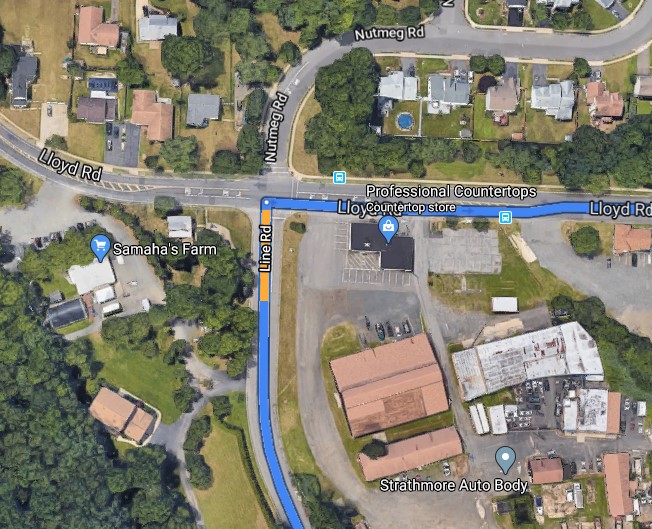 Nutmeg Rd
N
Nutmeg Rd
Lloyd Rd
Professional Countertops
Countertop store
Lloyd Rd
Lloyd Rd
Line Rd
Samaha's Farm
Strathmore Auto Body